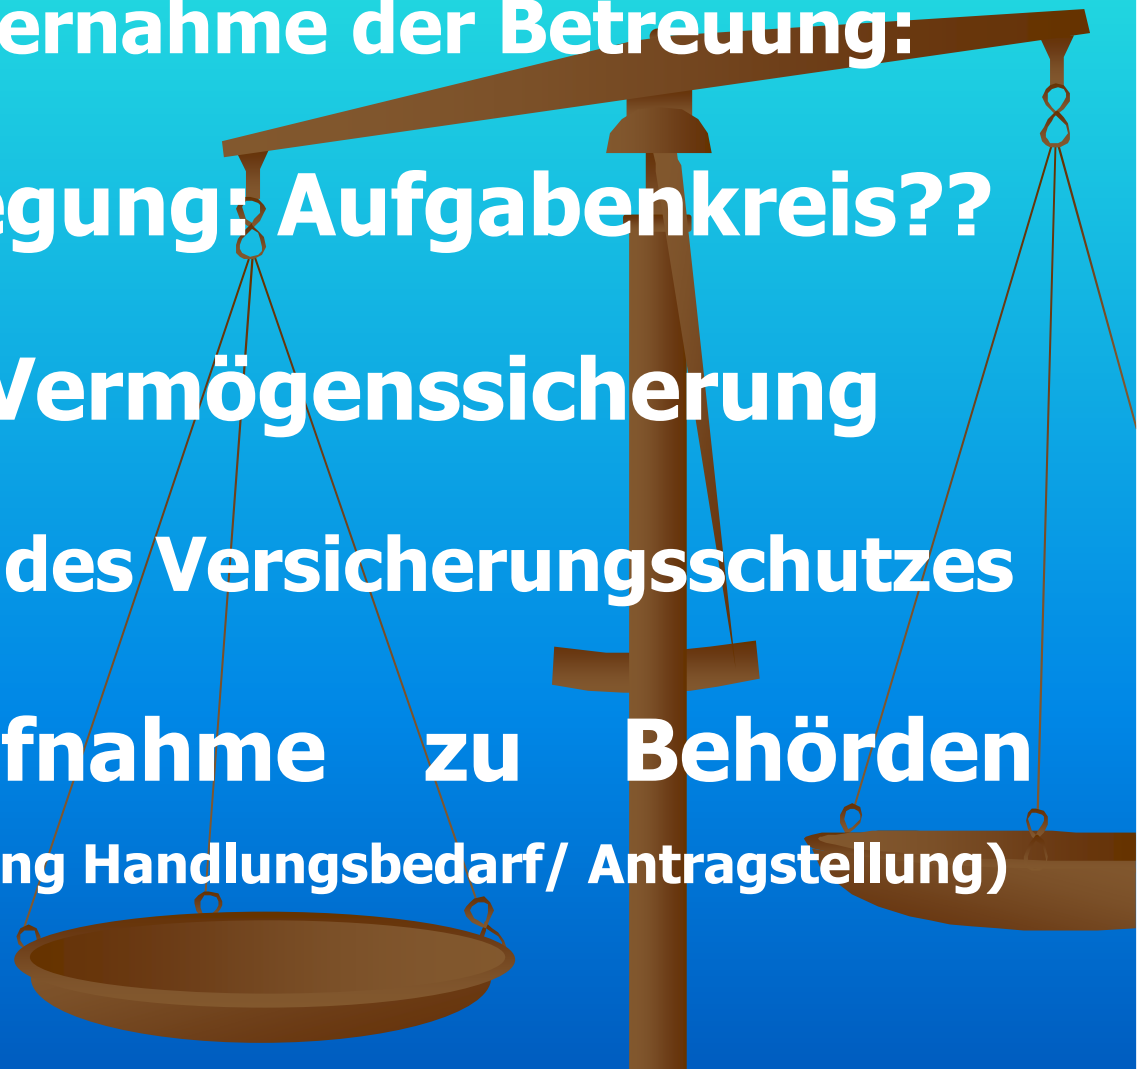 ernahme der Betreuung:
egung: Aufgabenkreis??
Vermögenssicherung
des Versicherungsschutzes
fnahme zu Behörden
ng Handlungsbedarf/ Antragstellung)